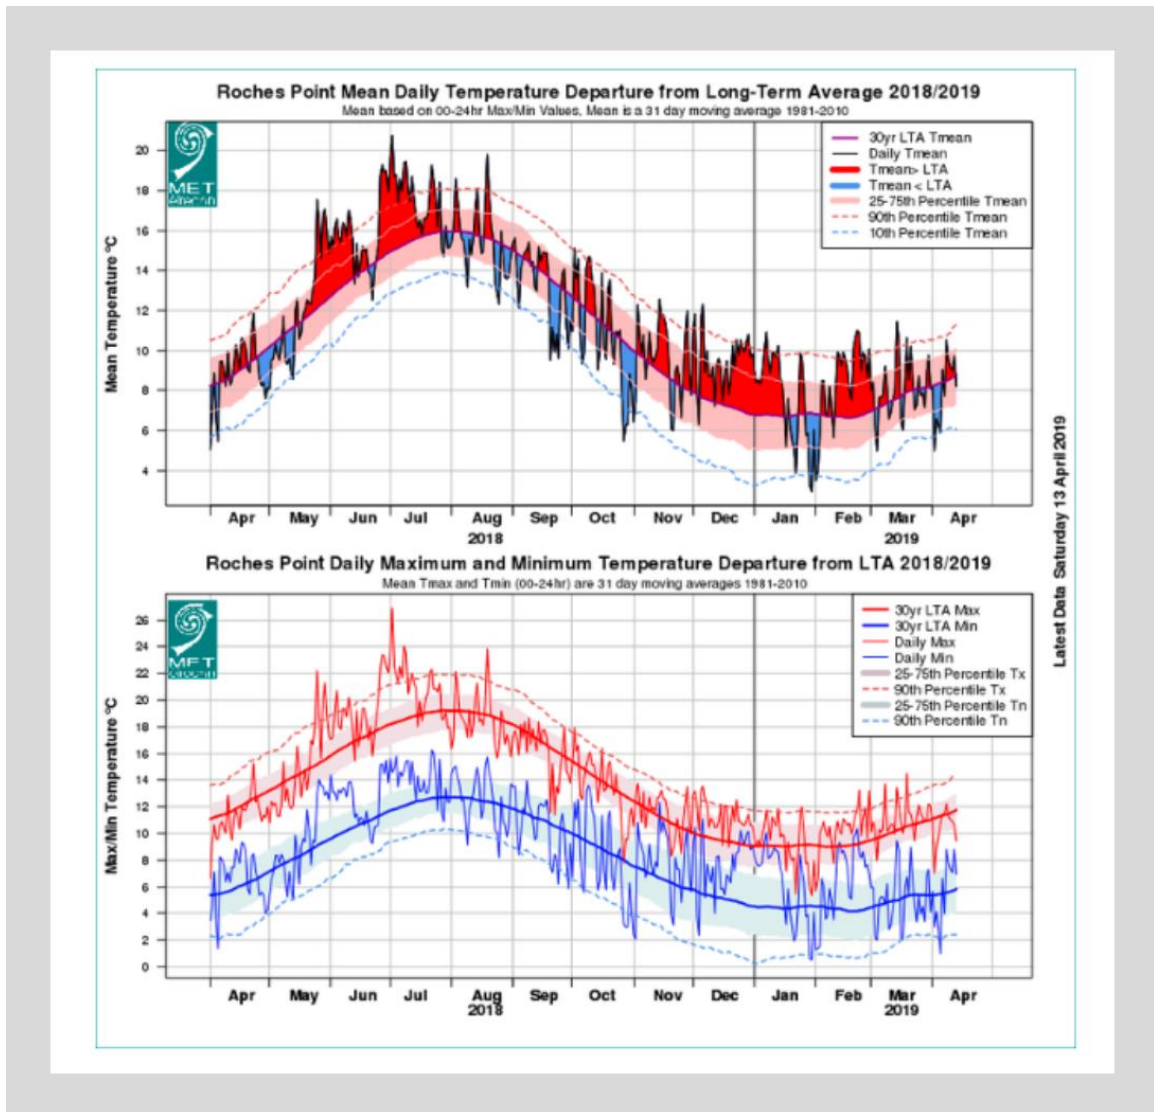 Roches Point Mean Daily Temperature Departure from Long-Term Average 2018/2019
Mean based on 00-24hr Max/Min Values, Mean is a 31 day moving average 1981-2010
MET
30yr LTA Tmean
Daily Tmean
Tmean> LTA
Tmean < LTA
25-75th Percentile Tmean
90th Percentile Tmean
10th Percentile Tmean
Mean Temperature ºC
20
18
16
14
12
10
8
6
4
Apr May Jun Jul Aug Sep Oct Nov Dec Jan Feb Mar Apr
2018 2019
Roches Point Daily Maximum and Minimum Temperature Departure from LTA 2018/2019
Mean Tmax and Tmin (00-24hr) are 31 day moving averages 1981-2010
MET
30yr LTA Max
30yr LTA Min
Daily Max
Daily Min
25-75th Percentile Tx
90th Percentile Tx
25-75th Percentile Tn
90th Percentile Tn
Max/Min Temperature ºC
26
24
22
20
18
16
14
12
10
8
6
4
2
0
Apr May Jun Jul Aug Sep Oct Nov Dec Jan Feb Mar Apr
2018 2019
Latest Data Saturday 13 April 2019